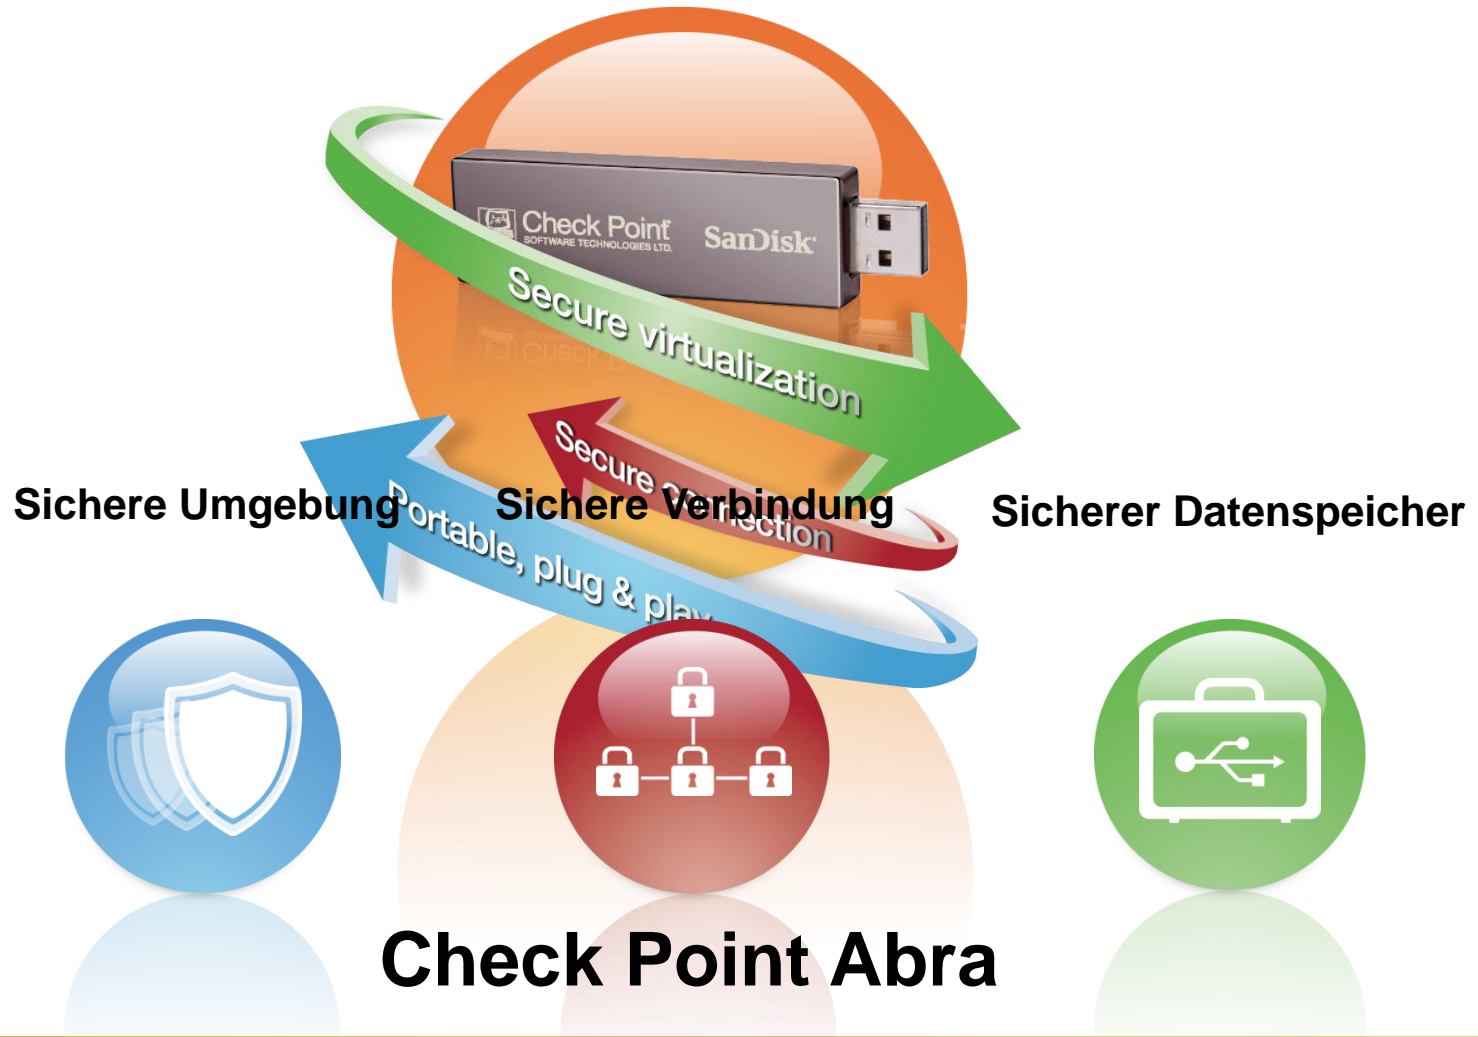 Check Point
SOFTWARE TECHNOLOGIES LTD.
SanDisk
Secure virtualization
Secure connection
Portable, plug & play
Sichere Umgebung
Sichere Verbindung
Sicherer Datenspeicher
Check Point Abra